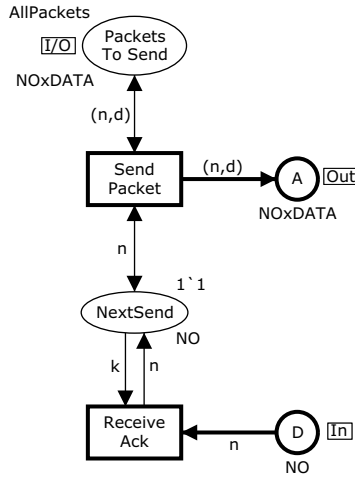 AllPackets
Packets
To Send
I/O
NOxDATA
(n,d)
Send
Packet
(n,d)
A
Out
NOxDATA
n
1`1
NextSend
NO
k
n
Receive
Ack
n
D
In
NO